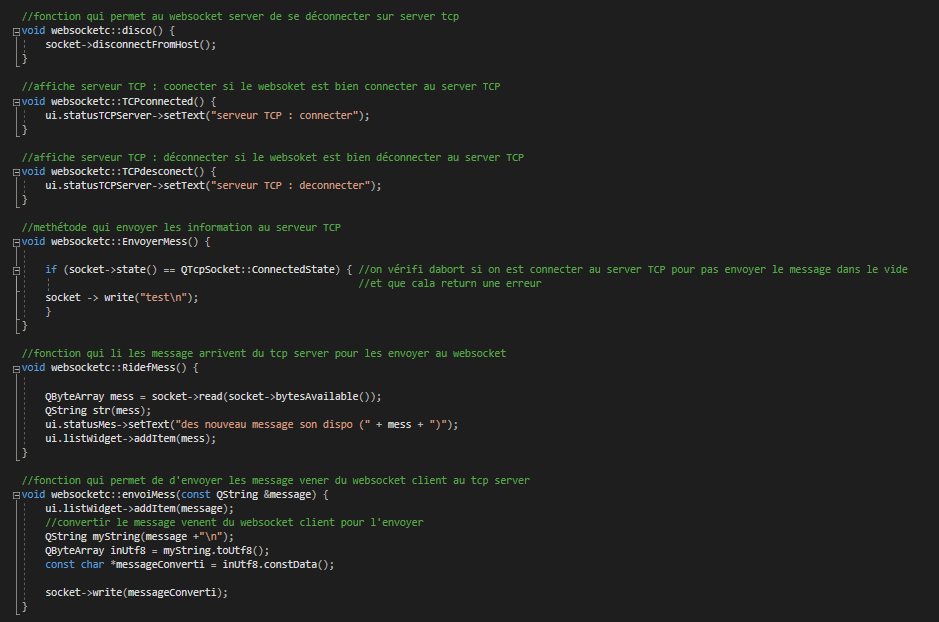 //fonction qui permet au websocket server de se déconnecter sur server tcp
void websocketc::disco() {
socket->disconnectFromHost();
}
//affiche serveur TCP : coonecter si le websoket est bien connecter au server TCP
void websocketc::TCPconnected() {
ui.statusTCPServer->setText("serveur TCP : connecter");
}
//affiche serveur TCP : déconnecter si le websoket est bien déconnecter au server TCP
void websocketc::TCPdesconect() {
ui.statusTCPServer->setText("serveur TCP : deconnecter");
}
//methétode qui envoyer les information au serveur TCP
void websocketc::EnvoyerMess() {
if (socket->state() == QTcpSocket::ConnectedState) { //on vérifi dabort si on est connecter au server TCP pour pas envoyer le message dans le vide
//et que cala return une erreur
socket -> write("test\n");
}
}
//fonction qui li les message arrivent du tcp server pour les envoyer au websocket
void websocketc::RidefMess() {
QByteArray mess = socket->read(socket->bytesAvailable());
QString str(mess);
ui.statusMes->setText("des nouveau message son dispo (" + mess + ")");
ui.listWidget->addItem(mess);
}
//fonction qui permet de d'envoyer les message vener du websocket client au tcp server
void websocketc::envoiMess(const QString &message) {
ui.listWidget->addItem(message);
//convertir le message venent du websocket client pour l'envoyer
QString myString(message +"\n");
QByteArray inUtf8 = myString.toUtf8();
const char *messageConverti = inUtf8.constData();
socket->write(messageConverti);
}